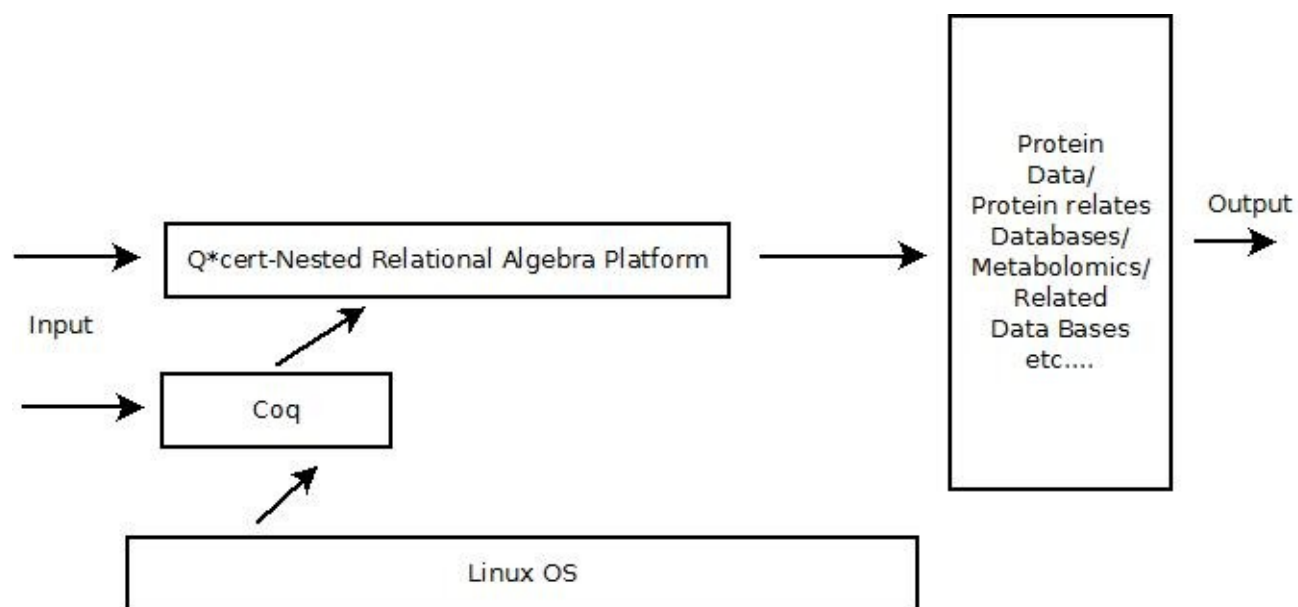 Protein
Data/
Protein relates
Databases/
Metabolomics/
Related
Data Bases
etc....
Output
Q*cert-Nested Relational Algebra Platform
Input
Coq
Linux OS